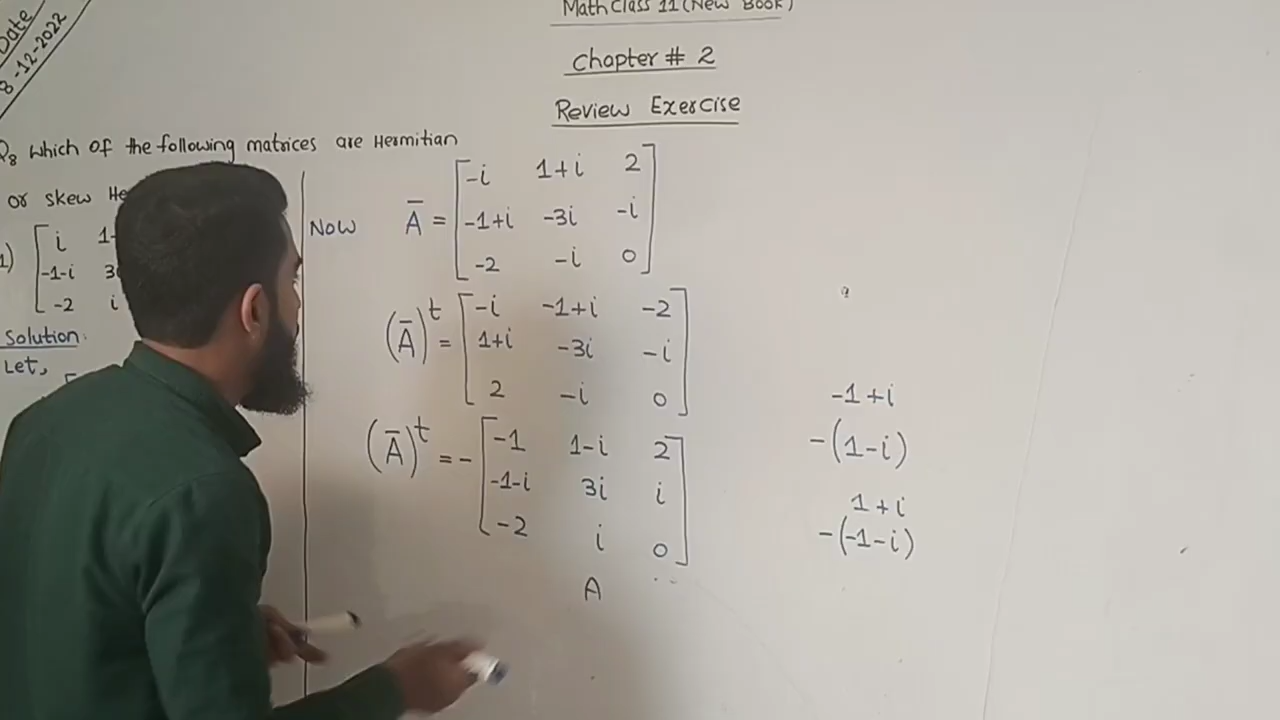 Date
8-12-2022
Math Class 11 (New Book)
Chapter # 2
Review Exercise
Q8 Which of the following matrices are Hermitian
or skew He
1) [ i 1-
-1-i 3
-2 i
Solution:
Let,
Now Ā = [ -i 1+i 2 ]
[ -1+i -3i -i ]
[ -2 -i 0 ]
(Ā)^t = [ -i -1+i -2 ]
[ 1+i -3i -i ]
[ 2 -i 0 ]
(Ā)^t = - [ -1 1-i 2 ]
[ -1-i 3i i ]
[ -2 i 0 ]
A
-1+i
-(1-i)
1+i
-(-1-i)